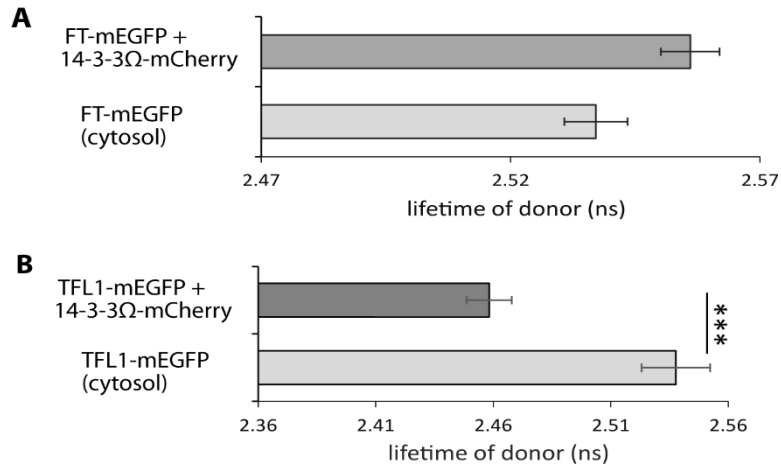 A
FT-mEGFP +
14-3-3Ω-mCherry
FT-mEGFP
(cytosol)
2.47 2.52 2.57
lifetime of donor (ns)
B
TFL1-mEGFP +
14-3-3Ω-mCherry
TFL1-mEGFP
(cytosol)
***
2.36 2.41 2.46 2.51 2.56
lifetime of donor (ns)